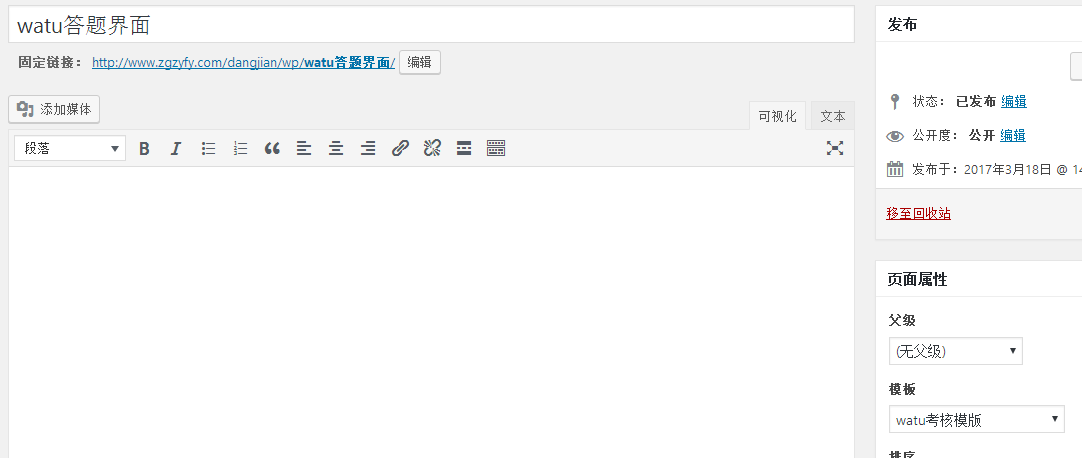 watu答题界面
固定链接： http://www.zgzyfy.com/dangjian/wp/watu答题界面/ 编辑
添加媒体
可视化 文本
段落 B I
发布
状态： 已发布 编辑
公开度： 公开 编辑
发布于：2017年3月18日 @ 14
移至回收站
页面属性
父级
(无父级)
模板
watu考核模版
排序